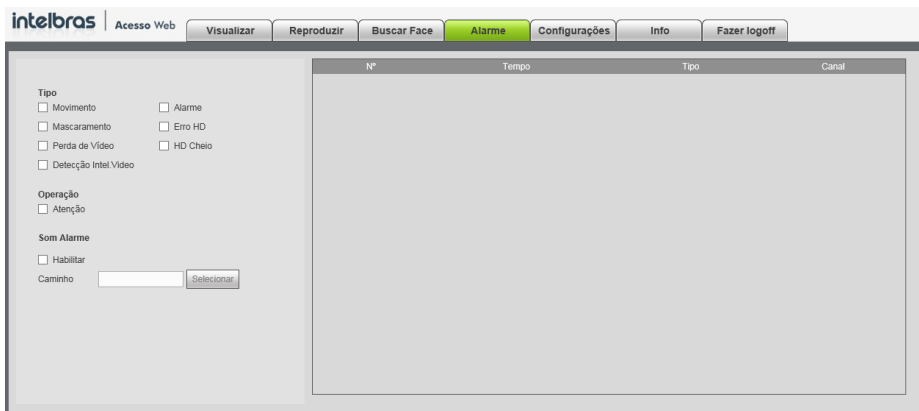 intelbras Acesso Web Visualizar Reproduzir Buscar Face Alarme Configurações Info Fazer logoff
Nº Tempo Tipo Canal
Tipo
Movimento Alarme
Mascaramento Erro HD
Perda de Vídeo HD Cheio
Detecção Intel.Video
Operação
Atenção
Som Alarme
Habilitar
Caminho Selecionar